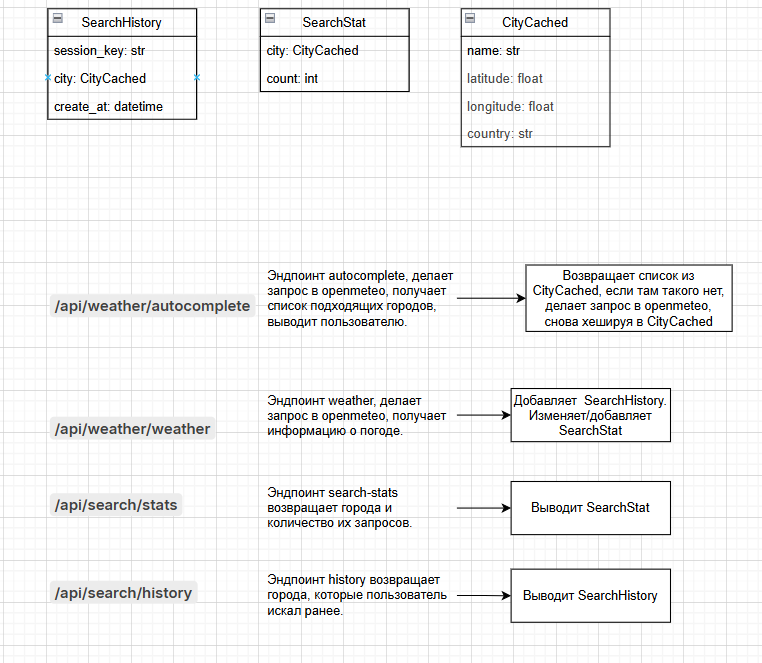 SearchHistory
session_key: str
city: CityCached
create_at: datetime
SearchStat
city: CityCached
count: int
CityCached
name: str
latitude: float
longitude: float
country: str
/api/weather/autocomplete
Эндпоинт autocomplete, делает
запрос в openmeteo, получает
список подходящих городов,
выводит пользователю.
Возвращает список из
CityCached, если там такого нет,
делает запрос в openmeteo,
снова хешируя в CityCached
/api/weather/weather
Эндпоинт weather, делает
запрос в openmeteo, получает
информацию о погоде.
Добавляет SearchHistory.
Изменяет/добавляет
SearchStat
/api/search/stats
Эндпоинт search-stats
возвращает города и
количество их запросов.
Выводит SearchStat
/api/search/history
Эндпоинт history возвращает
города, которые пользователь
искал ранее.
Выводит SearchHistory